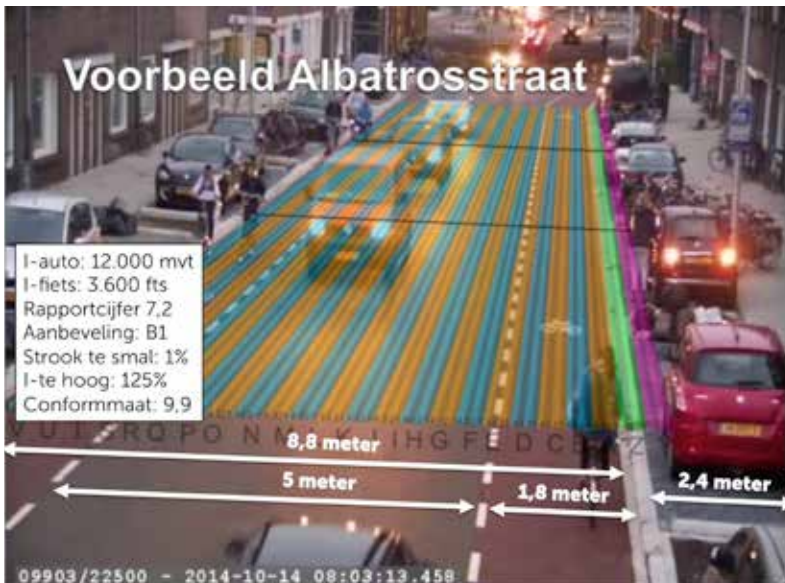 Voorbeeld Albatrosstraat
I-auto: 12.000 mvt
I-fiets: 3.600 fts
Rapportcijfer 7,2
Aanbeveling: B1
Strook te smal: 1%
I-te hoog: 125%
Conformmaat: 9,9
U T R Q P O N M L K J I H G F E D C B Z
8,8 meter
5 meter
1,8 meter
2,4 meter
09903/22500 - 2014-10-14 08:03:13.458